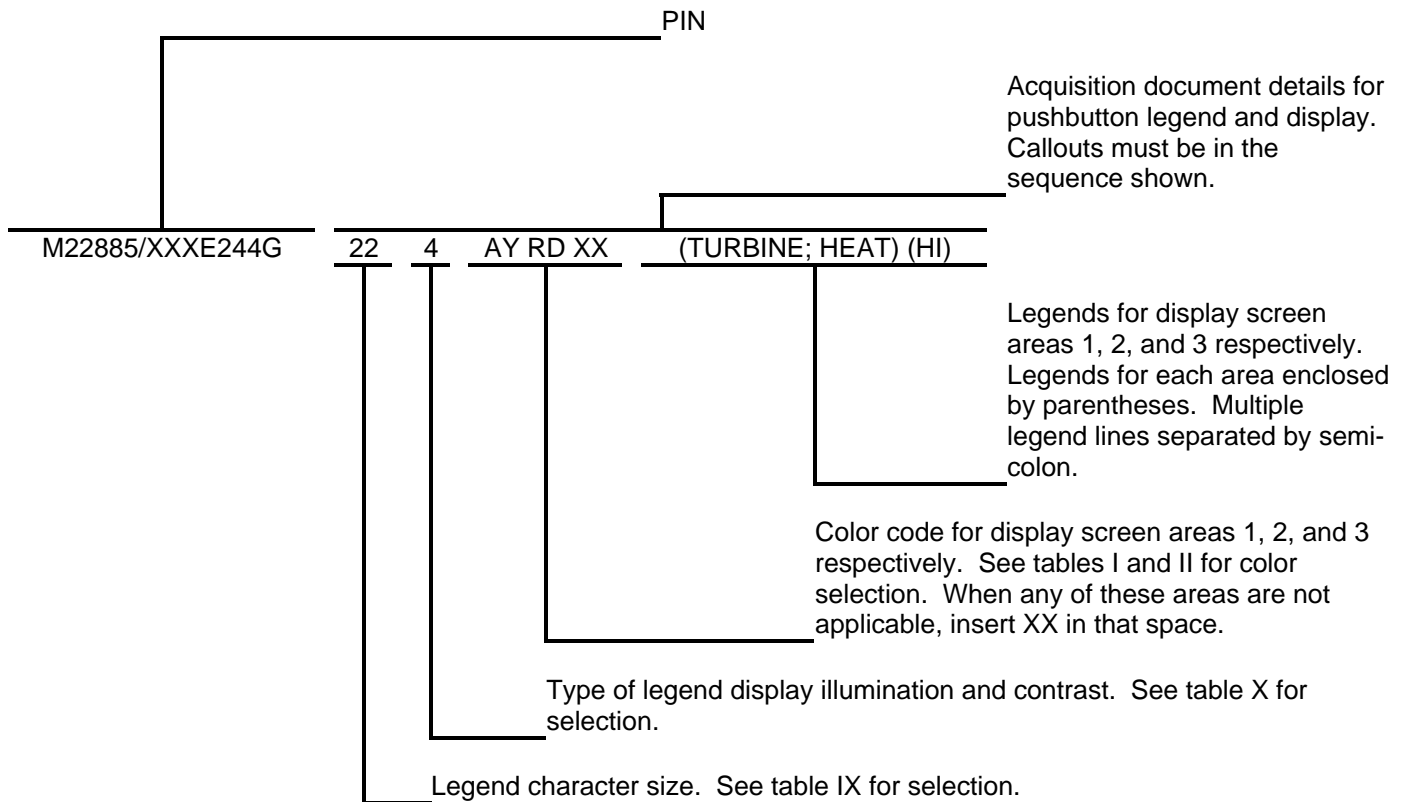 PIN
Acquisition document details for
pushbutton legend and display.
Callouts must be in the
sequence shown.
M22885/XXXE244G 22 4 AY RD XX (TURBINE; HEAT) (HI)
Legends for display screen
areas 1, 2, and 3 respectively.
Legends for each area enclosed
by parentheses. Multiple
legend lines separated by semi-
colon.
Color code for display screen areas 1, 2, and 3
respectively. See tables I and II for color
selection. When any of these areas are not
applicable, insert XX in that space.
Type of legend display illumination and contrast. See table X for
selection.
Legend character size. See table IX for selection.